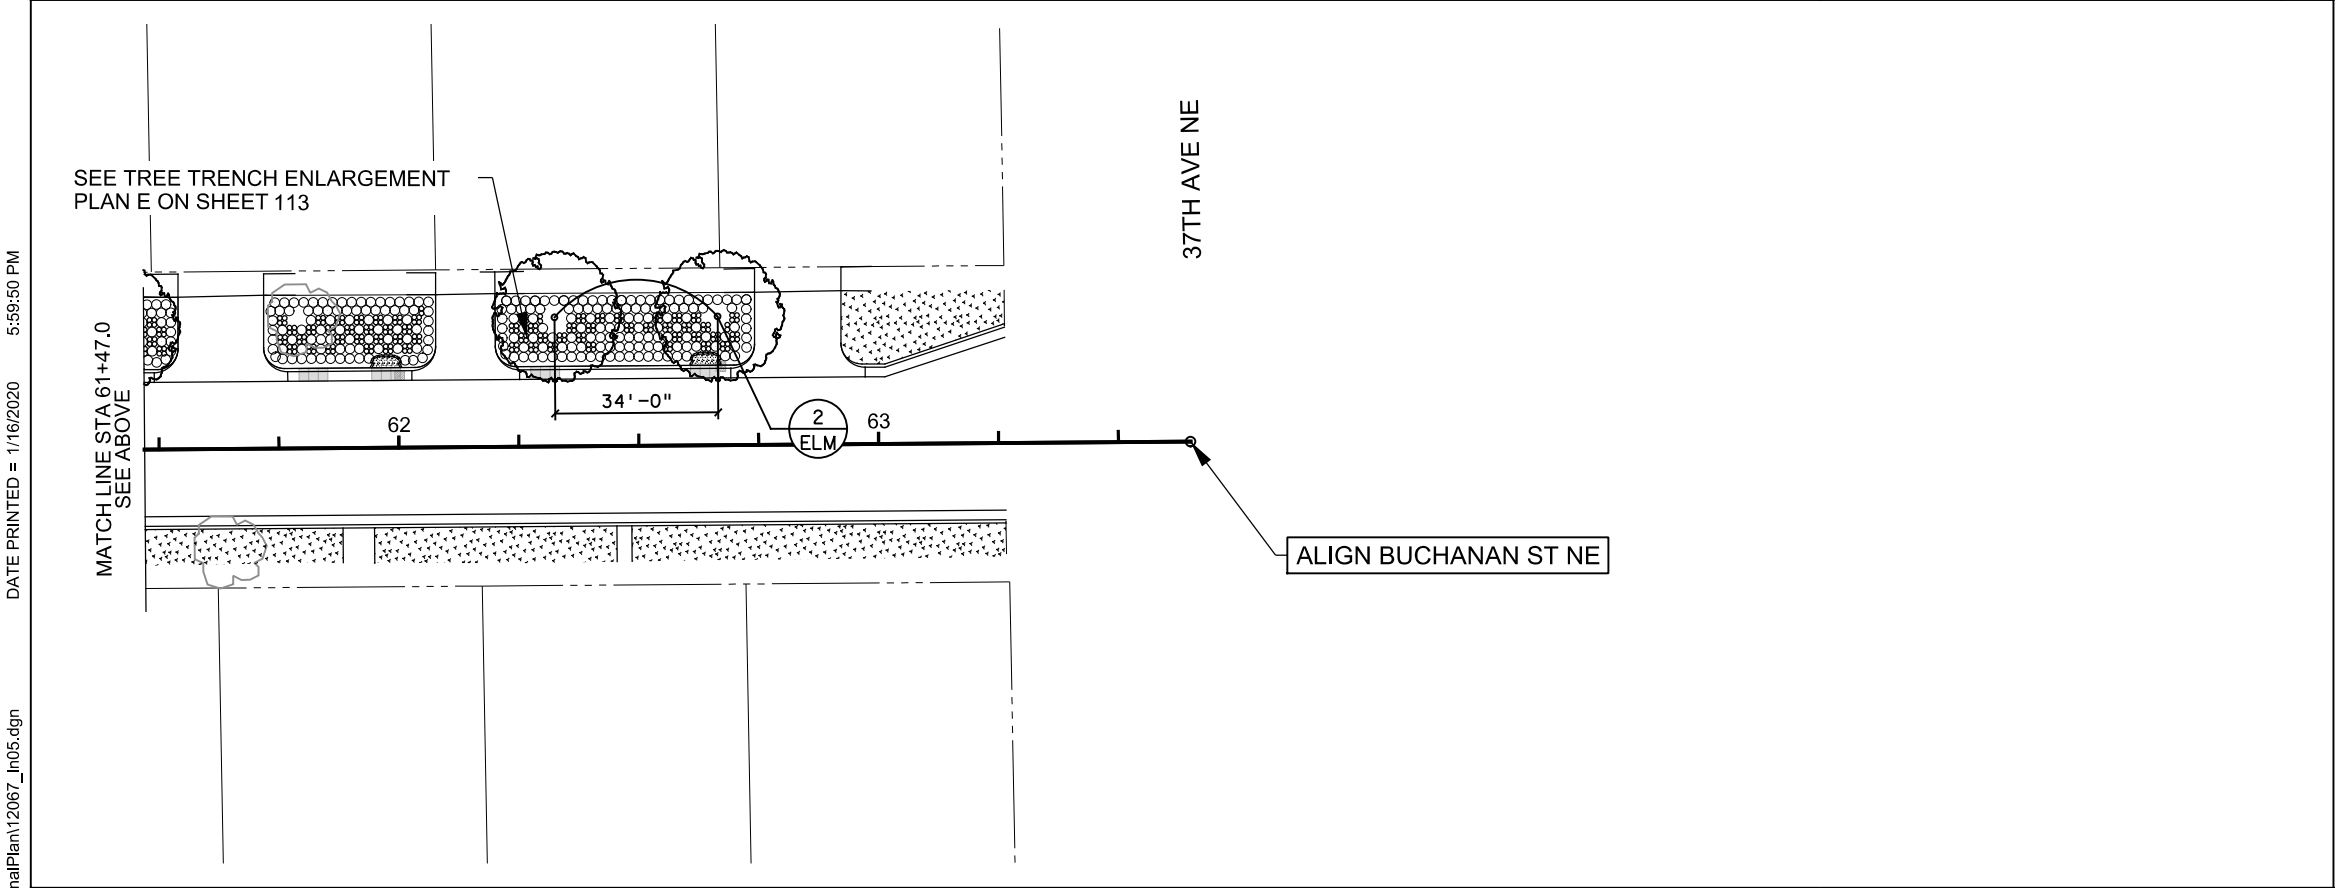 SEE TREE TRENCH ENLARGEMENT
PLAN E ON SHEET 113
37TH AVE NE
MATCH LINE STA 61+47.0
SEE ABOVE
34'-0"
62
2
ELM
63
ALIGN BUCHANAN ST NE
5:59:50 PM
DATE PRINTED = 1/16/2020
nalPlan\12067_ln05.dgn